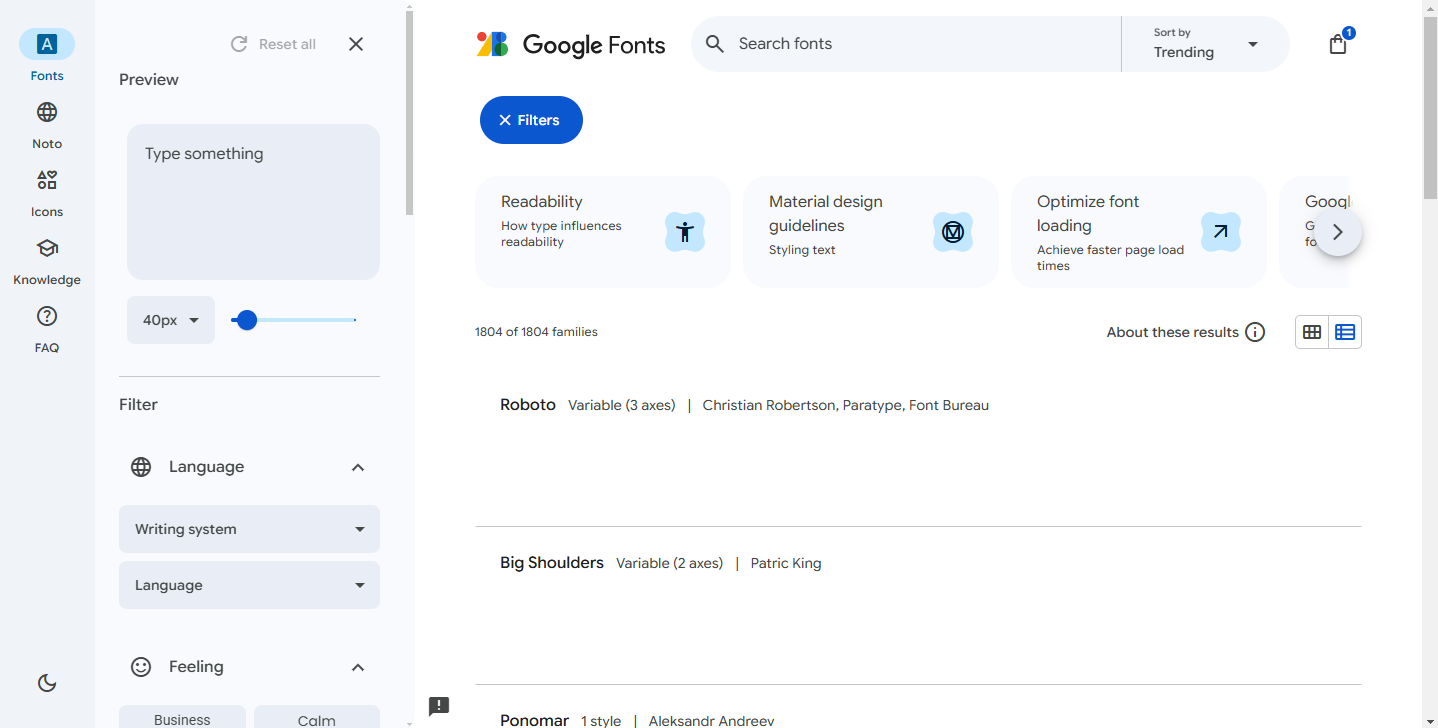 Fonts
Noto
Icons
Knowledge
FAQ
Reset all
Preview
Type something
40px
Filter
Language
Writing system
Language
Feeling
Business
Calm
Google Fonts
Search fonts
Sort by
Trending
1
Filters
Readability
How type influences
readability
Material design
guidelines
Styling text
Optimize font
loading
Achieve faster page load
times
1804 of 1804 families
About these results
Roboto Variable (3 axes) | Christian Robertson, Paratype, Font Bureau
Big Shoulders Variable (2 axes) | Patric King
Ponomar 1 style | Aleksandr Andreev